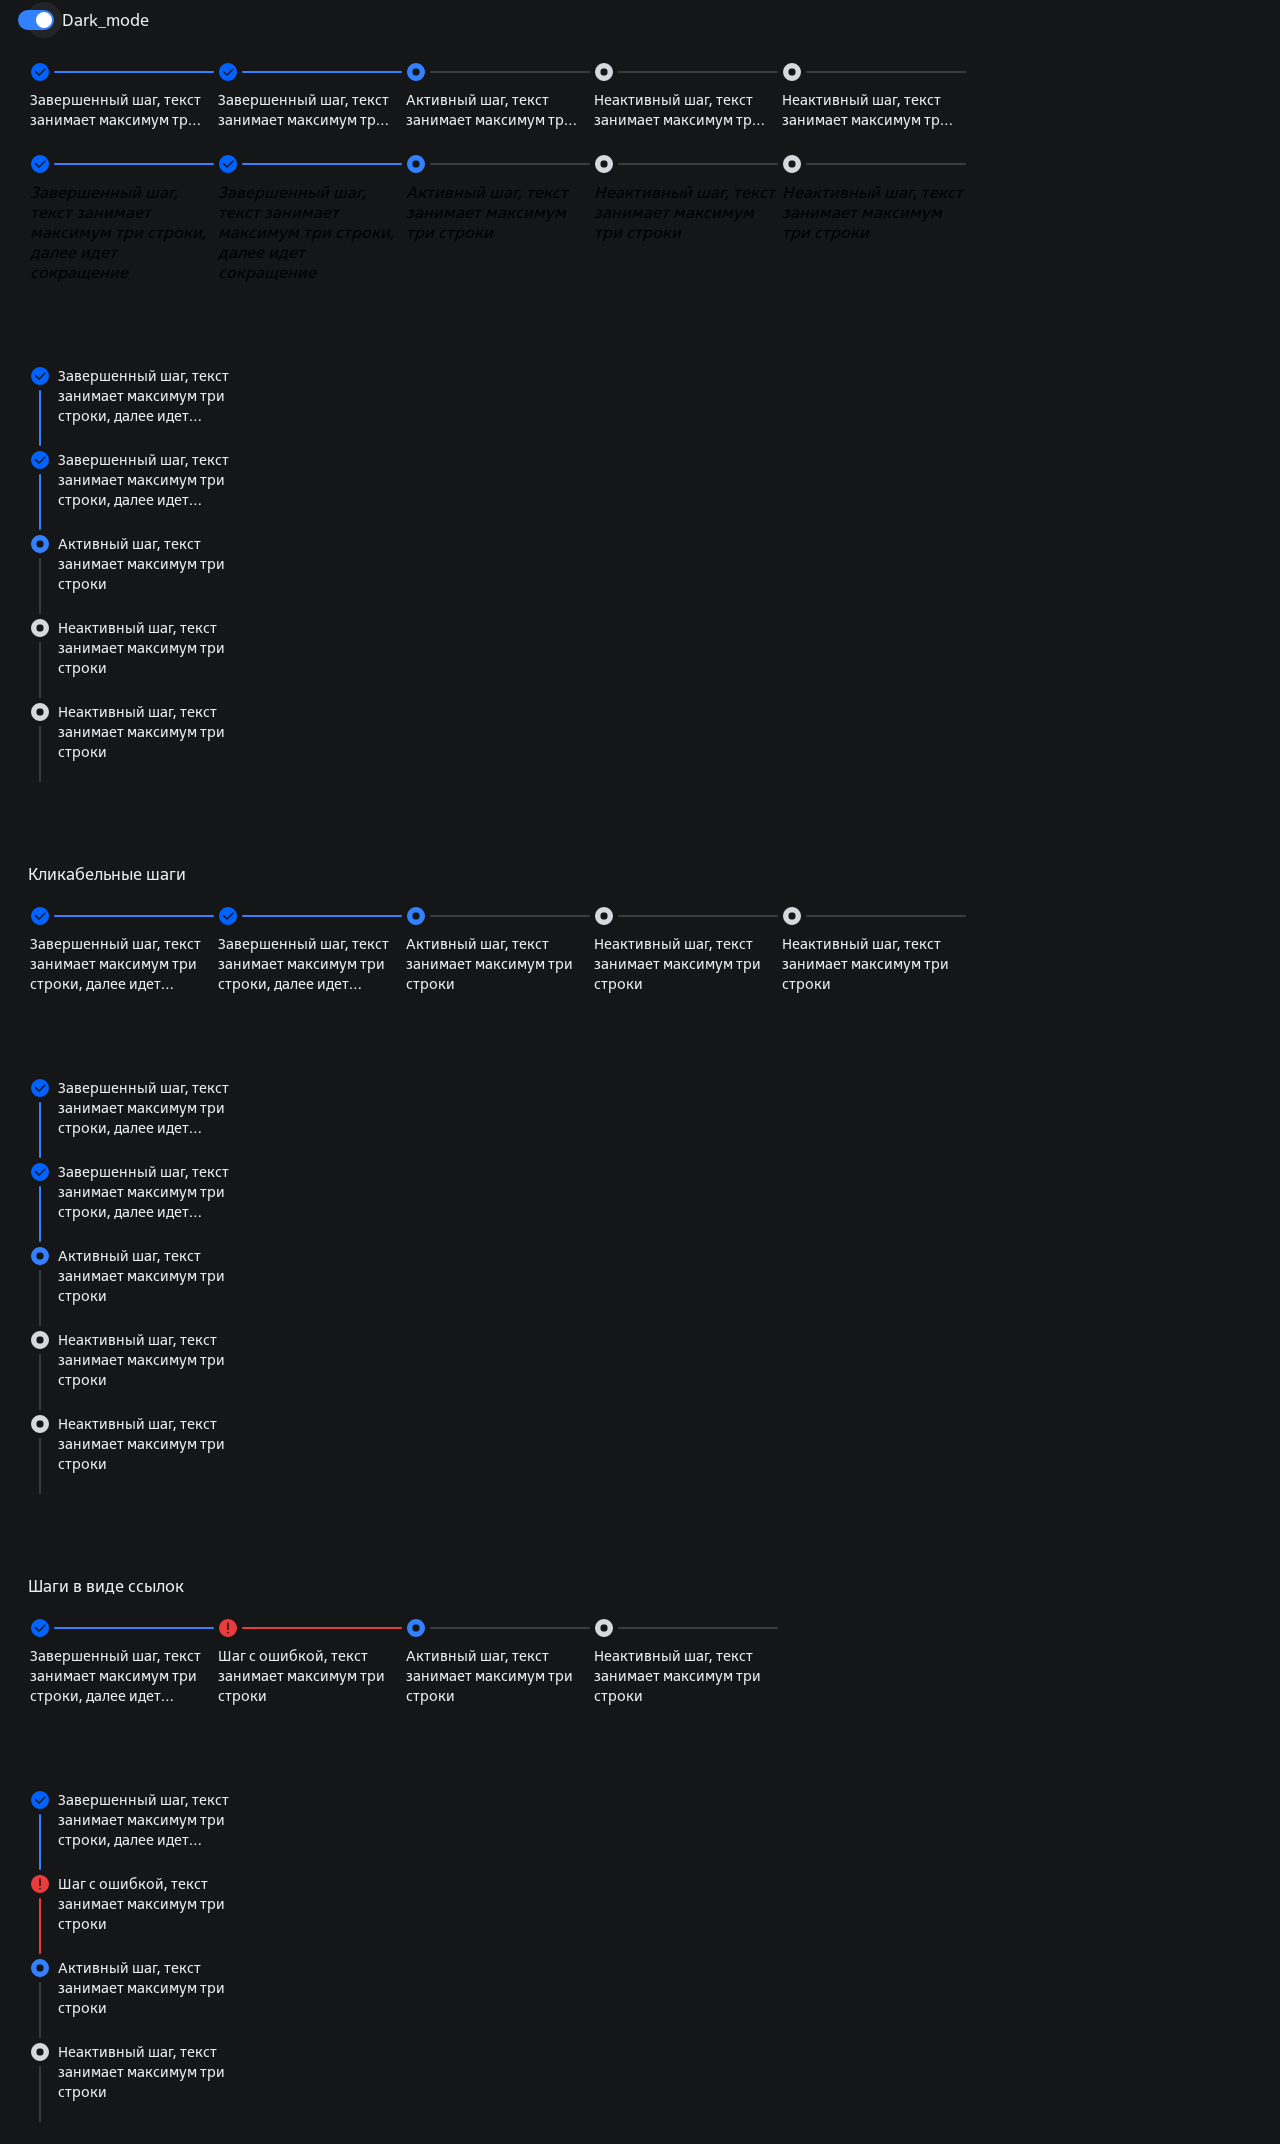 Dark_mode
Завершенный шаг, текст
занимает максимум тр...
Завершенный шаг, текст
занимает максимум тр...
Активный шаг, текст
занимает максимум тр...
Неактивный шаг, текст
занимает максимум тр...
Неактивный шаг, текст
занимает максимум тр...
Завершенный шаг,
текст занимает
максимум три строки,
далее идет
сокращение
Завершенный шаг,
текст занимает
максимум три строки,
далее идет
сокращение
Активный шаг, текст
занимает максимум
три строки
Неактивный шаг, текст
занимает максимум
три строки
Неактивный шаг, текст
занимает максимум
три строки
Завершенный шаг, текст
занимает максимум три
строки, далее идет...
Завершенный шаг, текст
занимает максимум три
строки, далее идет...
Активный шаг, текст
занимает максимум три
строки
Неактивный шаг, текст
занимает максимум три
строки
Неактивный шаг, текст
занимает максимум три
строки
Кликабельные шаги
Завершенный шаг, текст
занимает максимум три
строки, далее идет...
Завершенный шаг, текст
занимает максимум три
строки, далее идет...
Активный шаг, текст
занимает максимум три
строки
Неактивный шаг, текст
занимает максимум три
строки
Неактивный шаг, текст
занимает максимум три
строки
Завершенный шаг, текст
занимает максимум три
строки, далее идет...
Завершенный шаг, текст
занимает максимум три
строки, далее идет...
Активный шаг, текст
занимает максимум три
строки
Неактивный шаг, текст
занимает максимум три
строки
Неактивный шаг, текст
занимает максимум три
строки
Шаги в виде ссылок
Завершенный шаг, текст
занимает максимум три
строки, далее идет...
Шаг с ошибкой, текст
занимает максимум три
строки
Активный шаг, текст
занимает максимум три
строки
Неактивный шаг, текст
занимает максимум три
строки
Завершенный шаг, текст
занимает максимум три
строки, далее идет...
Шаг с ошибкой, текст
занимает максимум три
строки
Активный шаг, текст
занимает максимум три
строки
Неактивный шаг, текст
занимает максимум три
строки